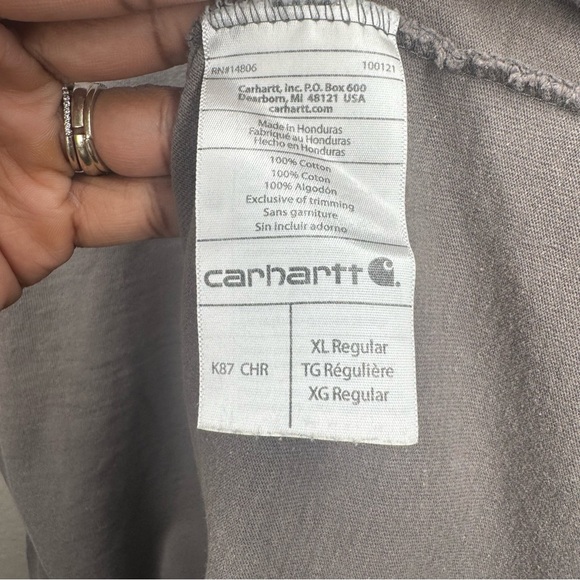 RN#14806 100121
Carhartt, Inc. P.O. Box 600
Dearborn, MI 48121 USA
carhartt.com
Made in Honduras
Fabriqué au Honduras
Hecho en Honduras
100% Cotton
100% Coton
100% Algodón
Exclusive of trimming
Sans garniture
Sin incluir adorno
carhartt
K87 CHR
XL Regular
TG Régulière
XG Regular